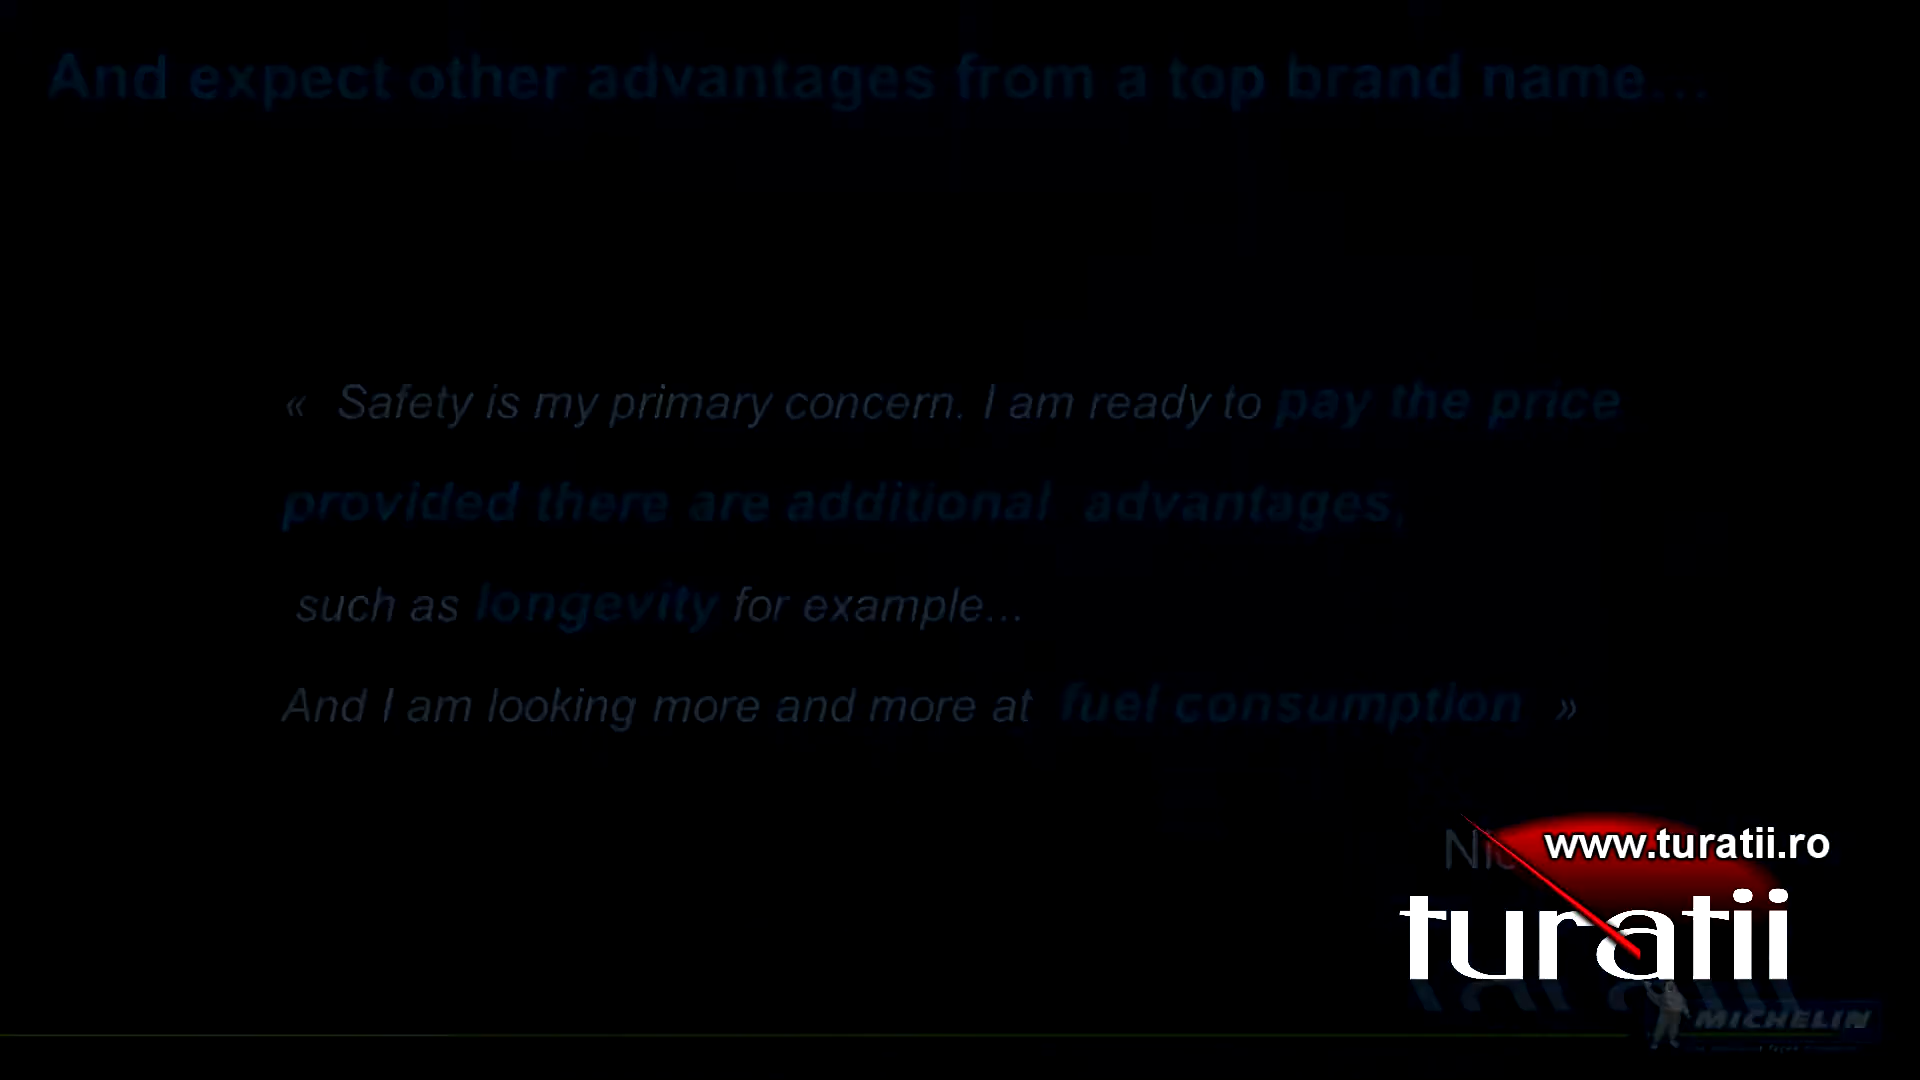 And expect other advantages from a top brand name...
« Safety is my primary concern. I am ready to pay the price
provided there are additional advantages,
such as longevity for example...
And I am looking more and more at fuel consumption »
www.turatii.ro
turatii
MICHELIN